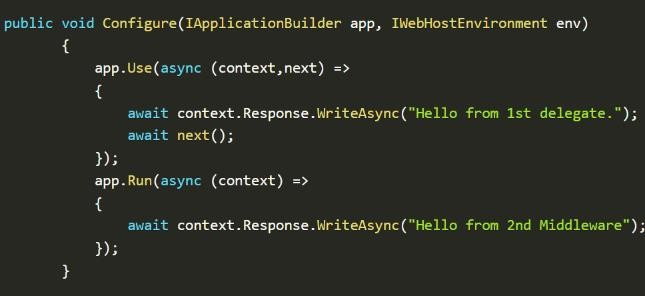 public void Configure(IApplicationBuilder app, IWebHostEnvironment env)
{
app.Use(async (context,next) =>
{
await context.Response.WriteAsync("Hello from 1st delegate.");
await next();
});
app.Run(async (context) =>
{
await context.Response.WriteAsync("Hello from 2nd Middleware");
});
}